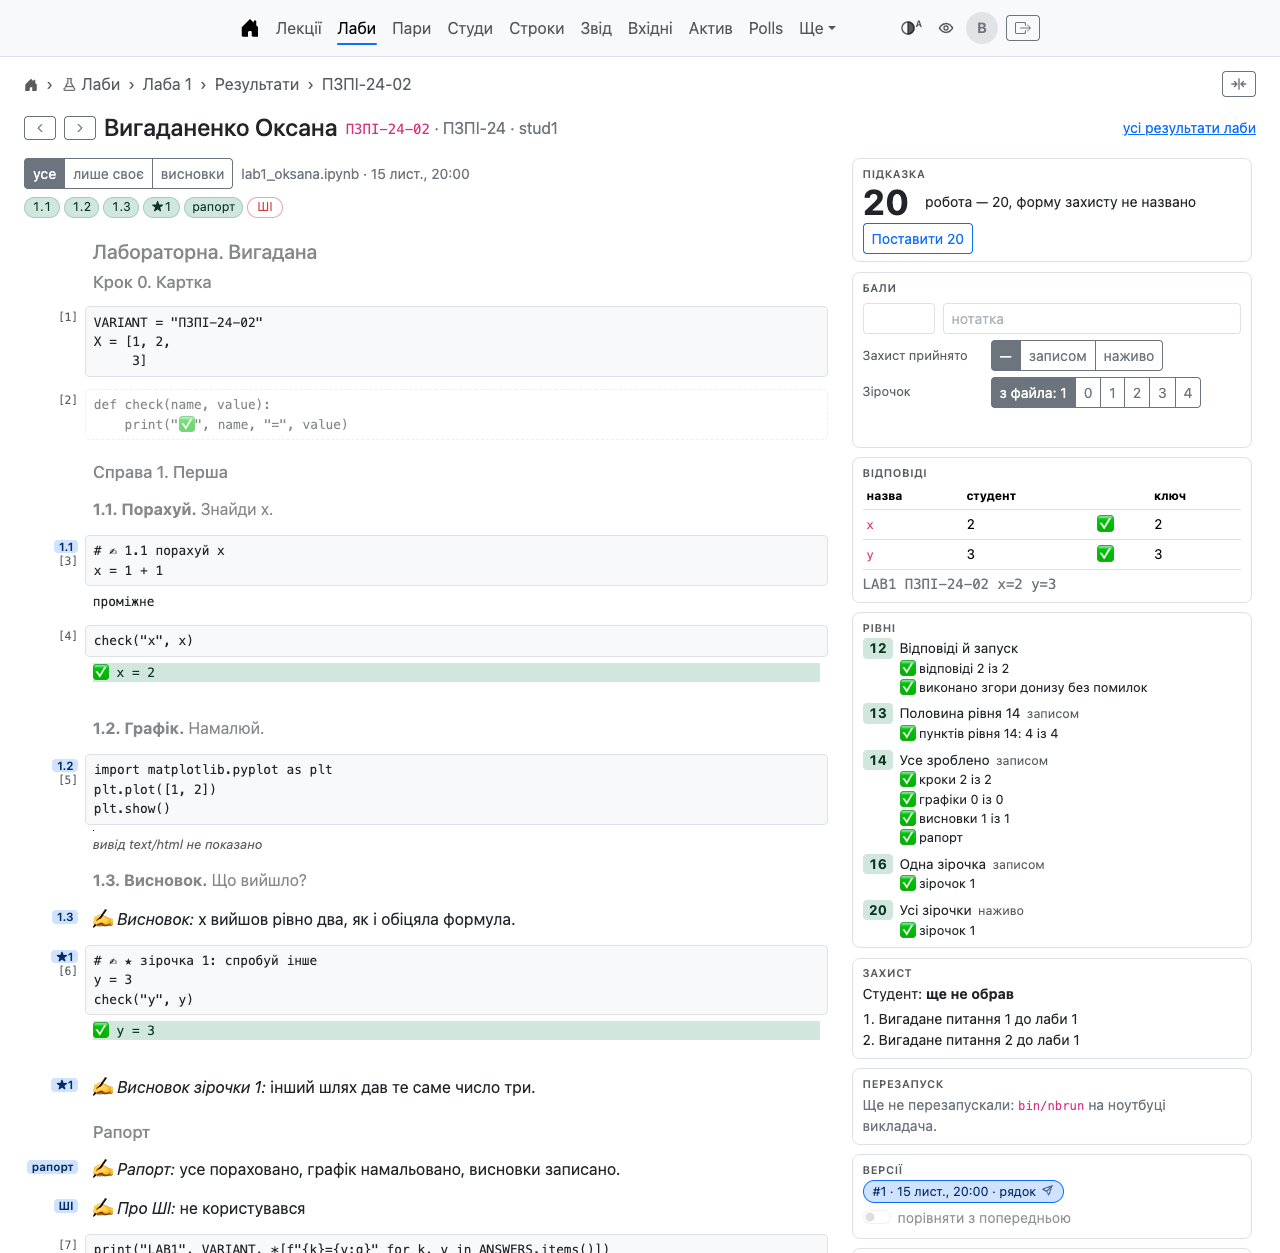 Лекції Лаби Пари Студи Строки Звід Вхідні Актив Polls Ще A B
› Лаби › Лаба 1 › Результати › ПЗПІ-24-02
Вигаданенко Оксана ПЗПІ-24-02 · ПЗПІ-24 · stud1
усі результати лаби
усе лише своє висновки lab1_oksana.ipynb · 15 лист., 20:00
1.1 1.2 1.3 ★1 рапорт ШІ
Лабораторна. Вигадана
Крок 0. Картка
[1]
VARIANT = "ПЗПІ-24-02"
X = [1, 2,
3]
[2]
def check(name, value):
print("✅", name, "=", value)
Справа 1. Перша
1.1. Порахуй. Знайди x.
1.1
[3]
# ✍ 1.1 порахуй x
x = 1 + 1
проміжне
[4]
check("x", x)
✅ x = 2
1.2. Графік. Намалюй.
1.2
[5]
import matplotlib.pyplot as plt
plt.plot([1, 2])
plt.show()
вивід text/html не показано
1.3. Висновок. Що вийшло?
1.3
✍️ Висновок: x вийшов рівно два, як і обіцяла формула.
★1
[6]
# ✍ ★ зірочка 1: спробуй інше
y = 3
check("y", y)
✅ y = 3
★1
✍️ Висновок зірочки 1: інший шлях дав те саме число три.
Рапорт
рапорт
✍️ Рапорт: усе пораховано, графік намальовано, висновки записано.
ШІ
✍️ Про ШІ: не користувався
[7]
print("LAB1", VARIANT, *[f"{k}={v:g}" for k, v in ANSWERS.items()])
ПІДКАЗКА
20 робота — 20, форму захисту не названо
Поставити 20
БАЛИ
нотатка
Захист прийнято — записом наживо
Зірочок з файла: 1 0 1 2 3 4
ВІДПОВІДІ
назва студент ключ
x 2 ✅ 2
y 3 ✅ 3
LAB1 ПЗПІ-24-02 x=2 y=3
РІВНІ
12 Відповіді й запуск
✅ відповіді 2 із 2
✅ виконано згори донизу без помилок
13 Половина рівня 14 записом
✅ пунктів рівня 14: 4 із 4
14 Усе зроблено записом
✅ кроки 2 із 2
✅ графіки 0 із 0
✅ висновки 1 із 1
✅ рапорт
16 Одна зірочка записом
✅ зірочок 1
20 Усі зірочки наживо
✅ зірочок 1
ЗАХИСТ
Студент: ще не обрав
1. Вигадане питання 1 до лаби 1
2. Вигадане питання 2 до лаби 1
ПЕРЕЗАПУСК
Ще не перезапускали: bin/nbrun на ноутбуці
викладача.
ВЕРСІЇ
#1 · 15 лист., 20:00 · рядок
порівняти з попередньою